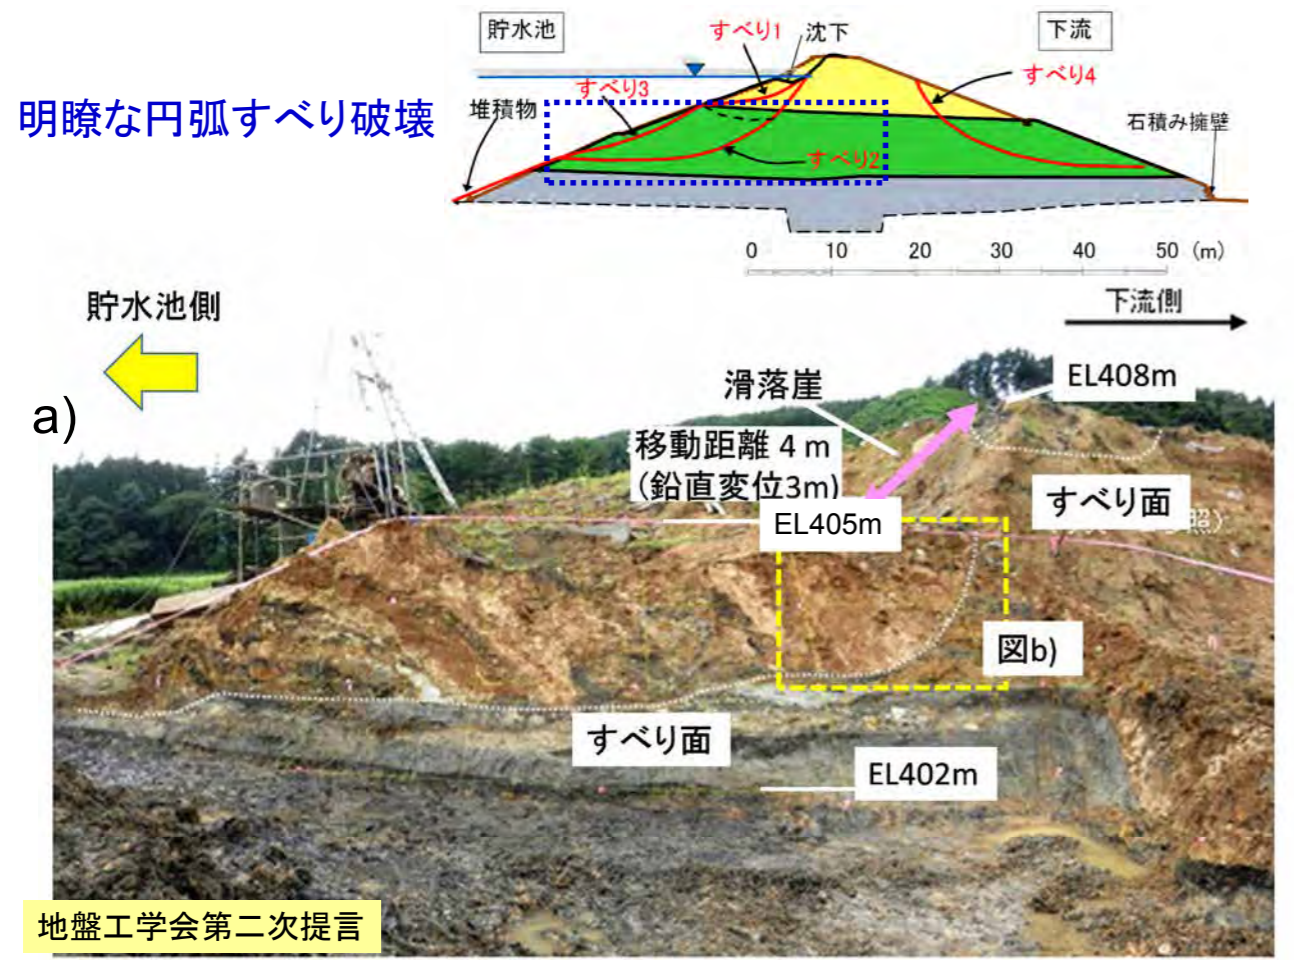 貯水池
すべり1
沈下
下流
すべり3
すべり4
明瞭な円弧すべり破壊
堆積物
石積み擁壁
すべり2
0 10 20 30 40 50 (m)
貯水池側
下流側
a)
滑落崖
EL408m
移動距離 4 m
(鉛直変位3m)
すべり面
EL405m
照)
図b)
すべり面
EL402m
地盤工学会第二次提言